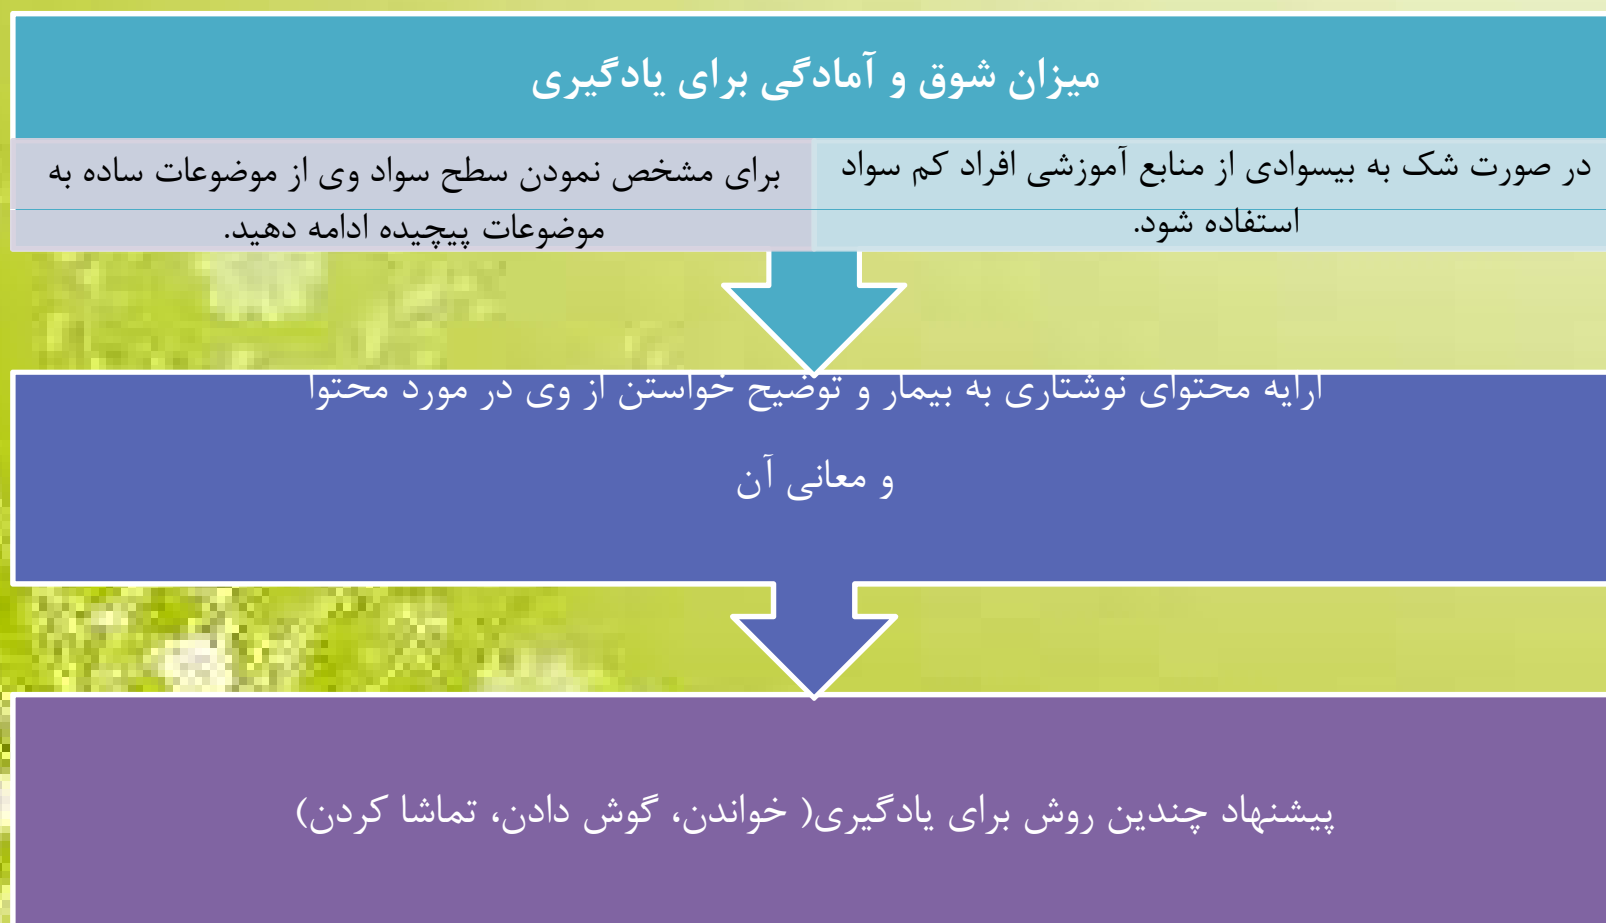 میزان شوق و آمادگی برای یادگیری
در صورت شک به بیسوادی از منابع آموزشی افراد کم سواد
استفاده شود.
برای مشخص نمودن سطح سواد وی از موضوعات ساده به
موضوعات پیچیده ادامه دهید.
ارایه محتوای نوشتاری به بیمار و توضیح خواستن از وی در مورد محتوا
و معانی آن
پیشنهاد چندین روش برای یادگیری( خواندن، گوش دادن، تماشا کردن)